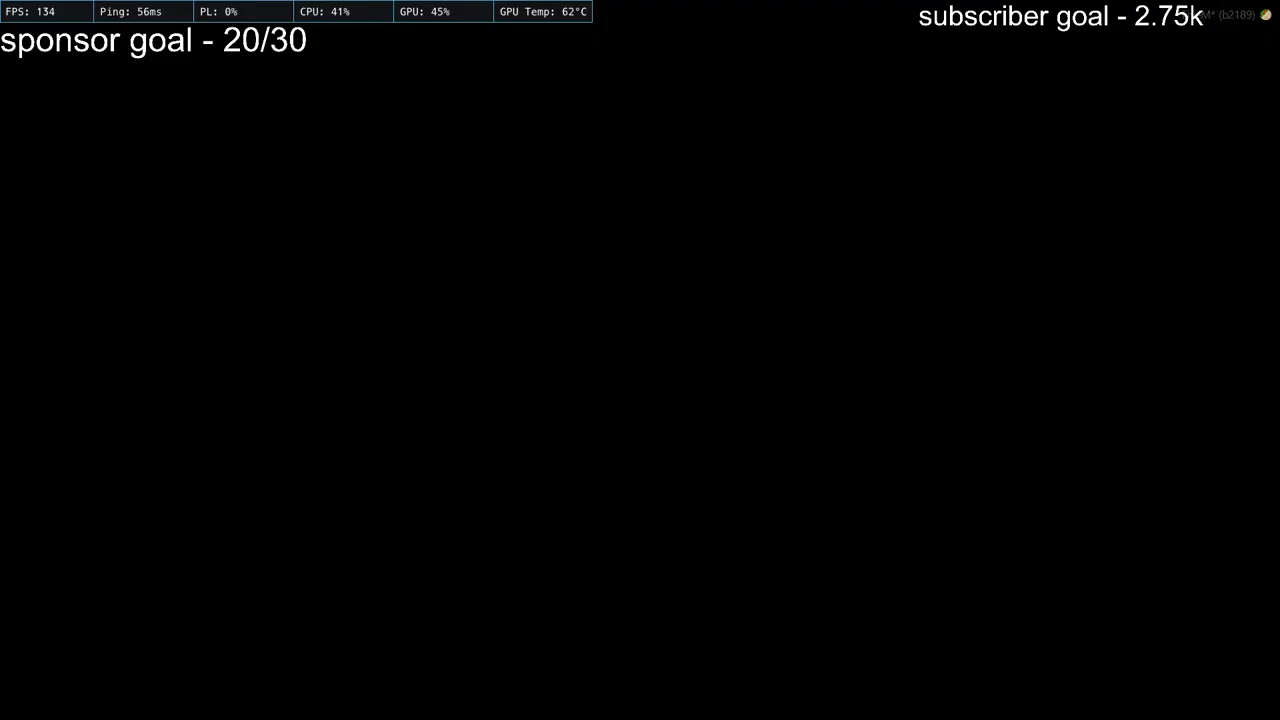 FPS: 134 Ping: 56ms PL: 0% CPU: 41% GPU: 45% GPU Temp: 62°C
subscriber goal - 2.75k (b2189)
sponsor goal - 20/30